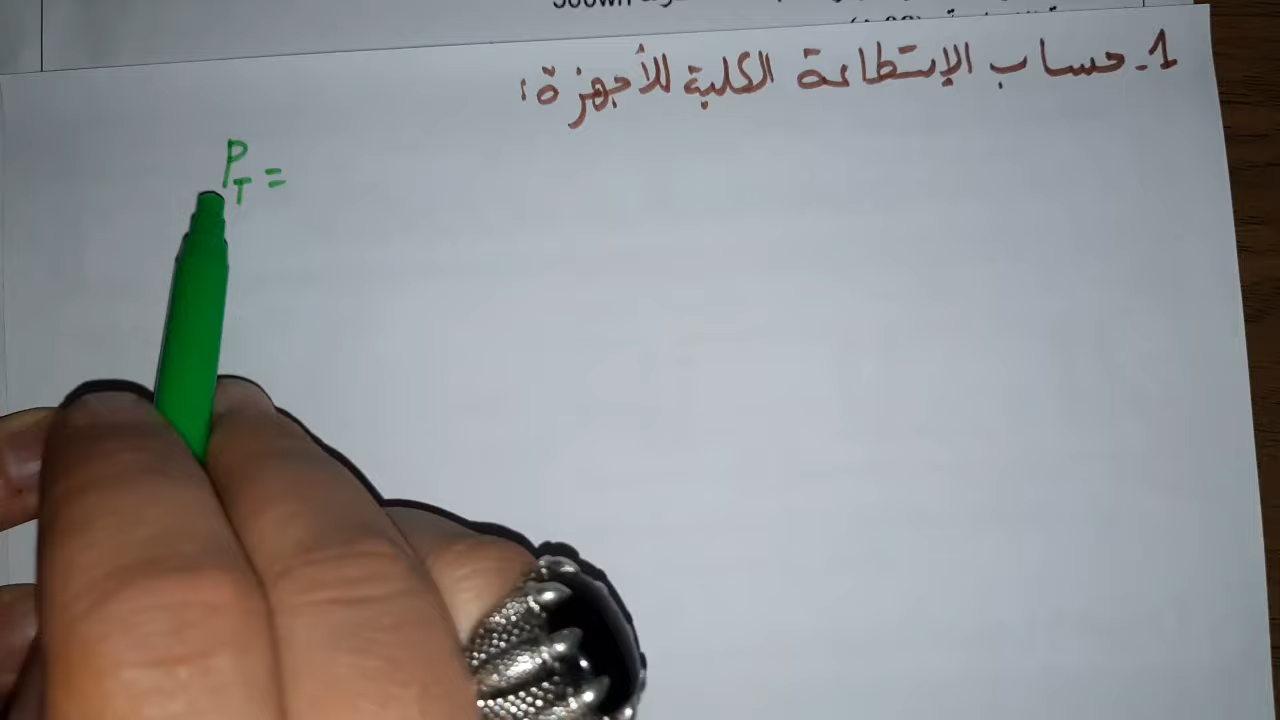 1- حساب الإستطاعة الكلية للأجهزة:
P_T =